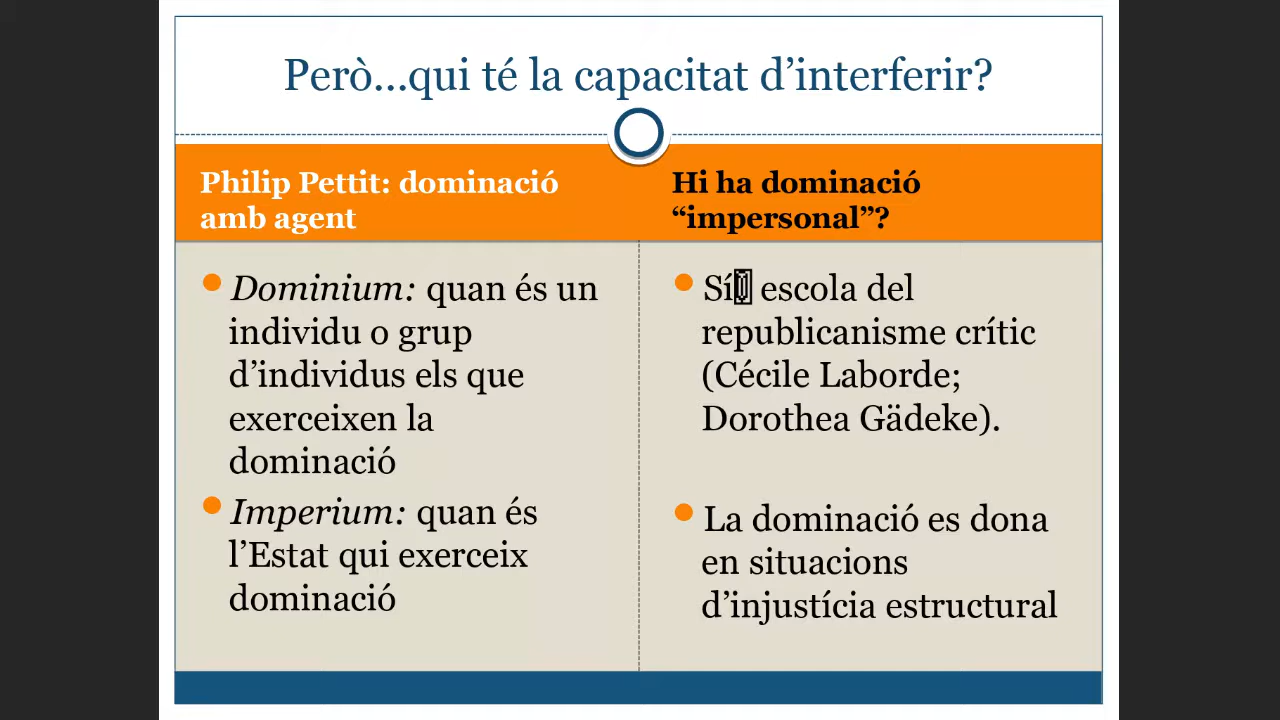 Però...qui té la capacitat d’interferir?
Philip Pettit: dominació
amb agent
Dominium: quan és un
individu o grup
d’individus els que
exerceixen la
dominació
Imperium: quan és
l’Estat qui exerceix
dominació
Hi ha dominació
“impersonal”?
Sí escola del
republicanisme crític
(Cécile Laborde;
Dorothea Gädeke).
La dominació es dona
en situacions
d’injustícia estructural